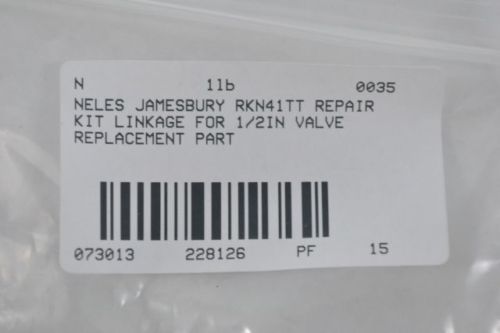 N 1lb 0035
NELES JAMESBURY RKN41TT REPAIR
KIT LINKAGE FOR 1/2IN VALVE
REPLACEMENT PART
073013 228126 PF 15